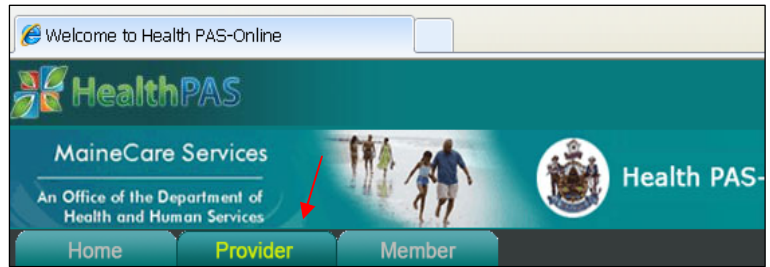 Welcome to Health PAS-Online
HealthPAS
MaineCare Services
An Office of the Department of
Health and Human Services
Health PAS-
Home Provider Member